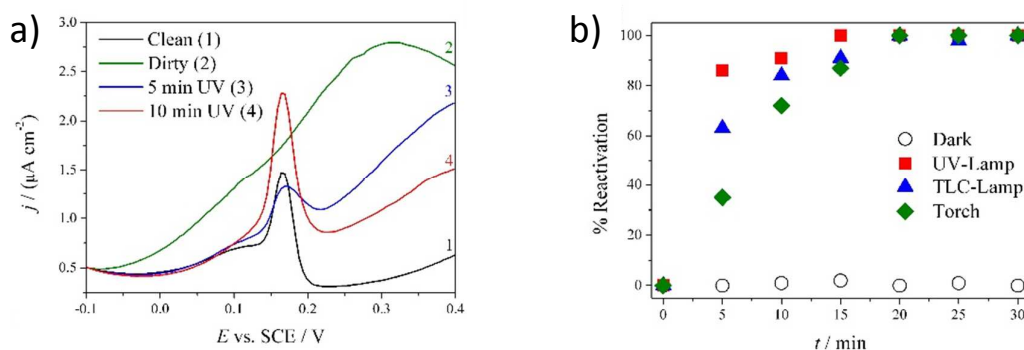 a)
3.0
2.5
2.0
1.5
1.0
0.5
j / (μA cm⁻²)
Clean (1)
Dirty (2)
5 min UV (3)
10 min UV (4)
2
3
4
1
-0.1
0.0
0.1
0.2
0.3
0.4
E vs. SCE / V
b)
100
80
60
40
20
0
% Reactivation
Dark
UV-Lamp
TLC-Lamp
Torch
0
5
10
15
20
25
30
t / min